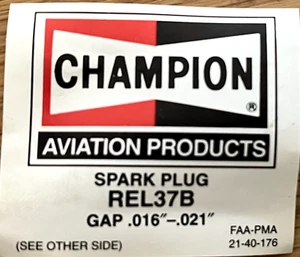 CHAMPION
®
AVIATION PRODUCTS
SPARK PLUG
REL37B
GAP .016″–.021″
FAA-PMA
(SEE OTHER SIDE) 21-40-176